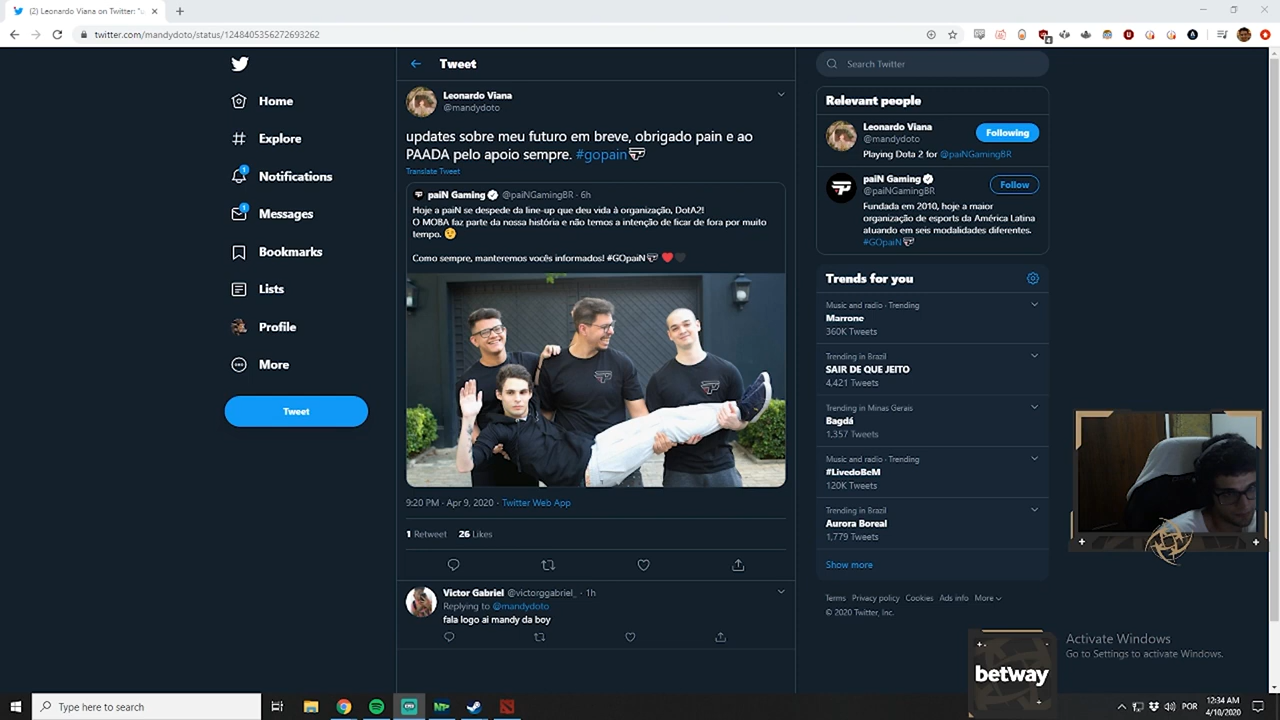 (2) Leonardo Viana on Twitter: "u
twitter.com/mandydoto/status/1248405356272693262
Home
Explore
1
Notifications
1
Messages
Bookmarks
Lists
Profile
More
Tweet
Tweet
Leonardo Viana
@mandydoto
updates sobre meu futuro em breve, obrigado pain e ao
PAADA pelo apoio sempre. #gopain
Translate Tweet
paiN Gaming @paiNGamingBR · 6h
Hoje a paiN se despede da line-up que deu vida à organização, DotA2!
O MOBA faz parte da nossa história e não temos a intenção de ficar de fora por muito
tempo. 😉
Como sempre, manteremos vocês informados! #GOpaiN ❤️🖤
9:20 PM · Apr 9, 2020 · Twitter Web App
1 Retweet 26 Likes
Victor Gabriel @victorggabriel_ · 1h
Replying to @mandydoto
fala logo ai mandy da boy
Search Twitter
Relevant people
Leonardo Viana
@mandydoto
Following
Playing Dota 2 for @paiNGamingBR
paiN Gaming
@paiNGamingBR
Follow
Fundada em 2010, hoje a maior
organização de esports da América Latina
atuando em seis modalidades diferentes.
#GOpaiN
Trends for you
Music and radio · Trending
Marrone
360K Tweets
Trending in Brazil
SAIR DE QUE JEITO
4,421 Tweets
Trending in Minas Gerais
Bagdá
1,357 Tweets
Music and radio · Trending
#LivedoBeM
120K Tweets
Trending in Brazil
Aurora Boreal
1,779 Tweets
Show more
Terms Privacy policy Cookies Ads info More
© 2020 Twitter, Inc.
betway
Activate Windows
Go to Settings to activate Windows.
Type here to search
POR
12:34 AM
4/10/2020